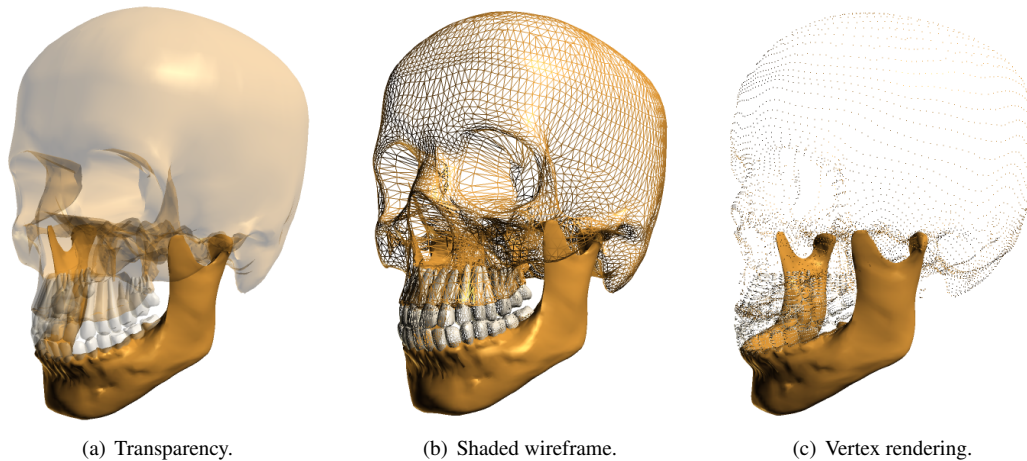 (a) Transparency.
(b) Shaded wireframe.
(c) Vertex rendering.